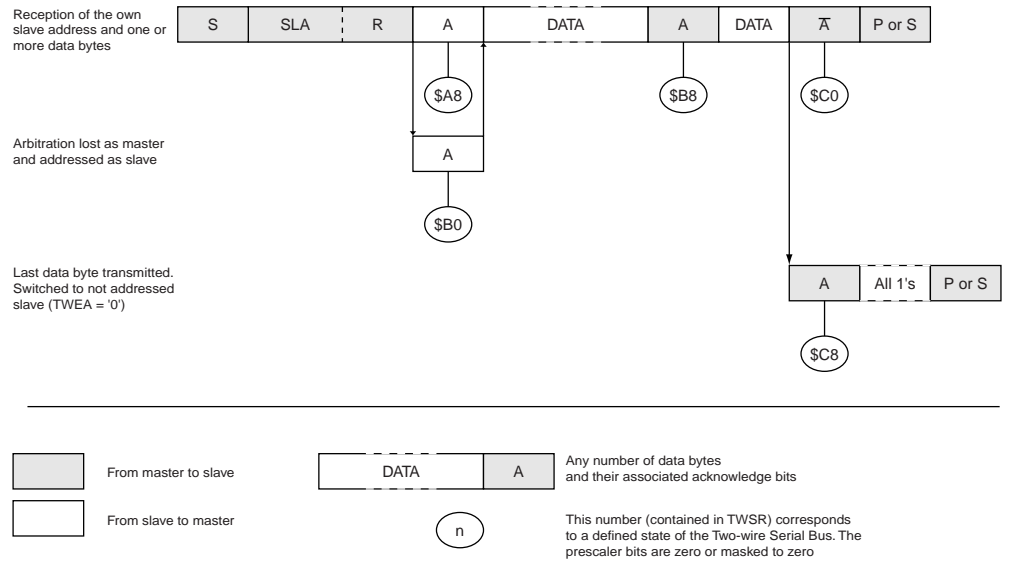 Reception of the own
slave address and one or
more data bytes
S SLA R A DATA A DATA A̅ P or S
$A8 $B8 $C0
Arbitration lost as master
and addressed as slave
A
$B0
Last data byte transmitted.
Switched to not addressed
slave (TWEA = '0')
A All 1's P or S
$C8
From master to slave
DATA A
Any number of data bytes
and their associated acknowledge bits
From slave to master
n
This number (contained in TWSR) corresponds
to a defined state of the Two-wire Serial Bus. The
prescaler bits are zero or masked to zero